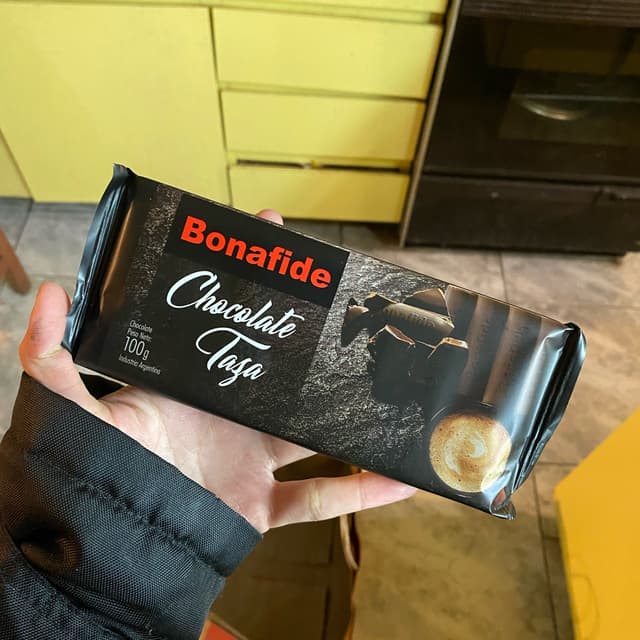 Bonafide
Chocolate
Taza
Chocolate
Peso Neto:
100g
Industria Argentina